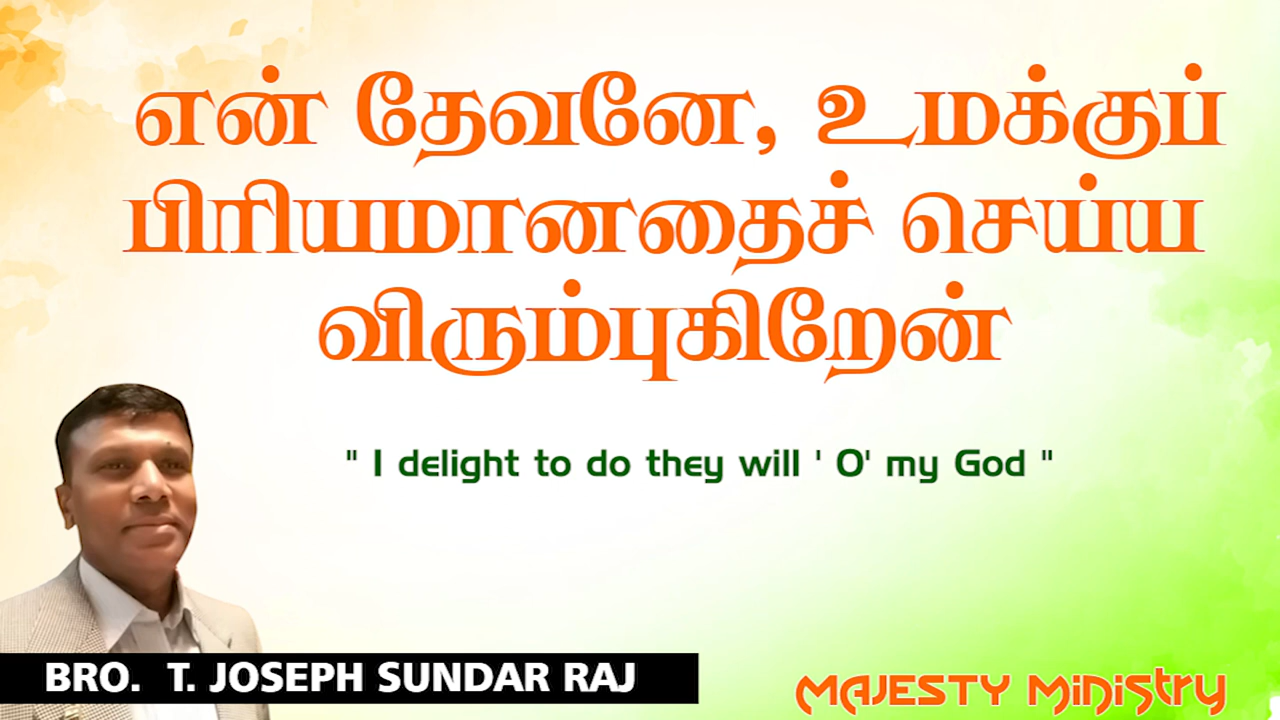 என் தேவனே, உமக்குப்
பிரியமானதைச் செய்ய
விரும்புகிறேன்
" I delight to do they will ' O' my God "
BRO. T. JOSEPH SUNDAR RAJ
MAJESTY Ministry